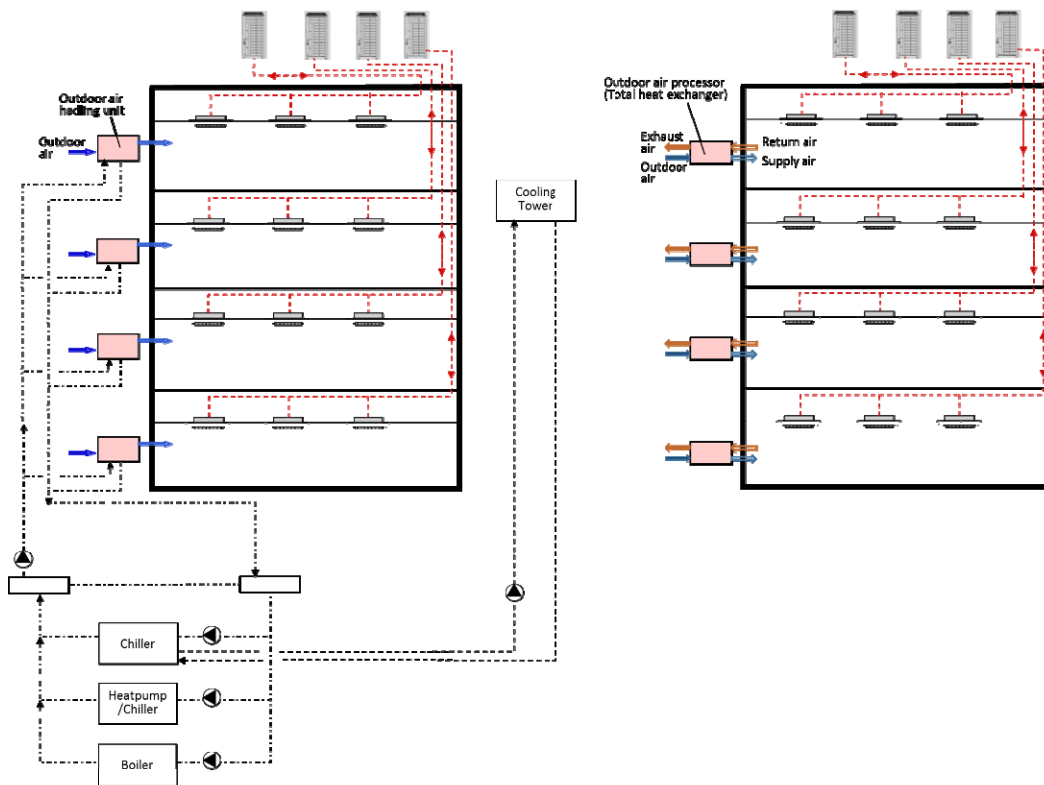 Outdoor air
hadling unit
Outdoor
air
Outdoor air processor
(Total heat exchanger)
Exhaust
air
Outdoor
air
Return air
Supply air
Cooling
Tower
Chiller
Heatpump
/Chiller
Boiler